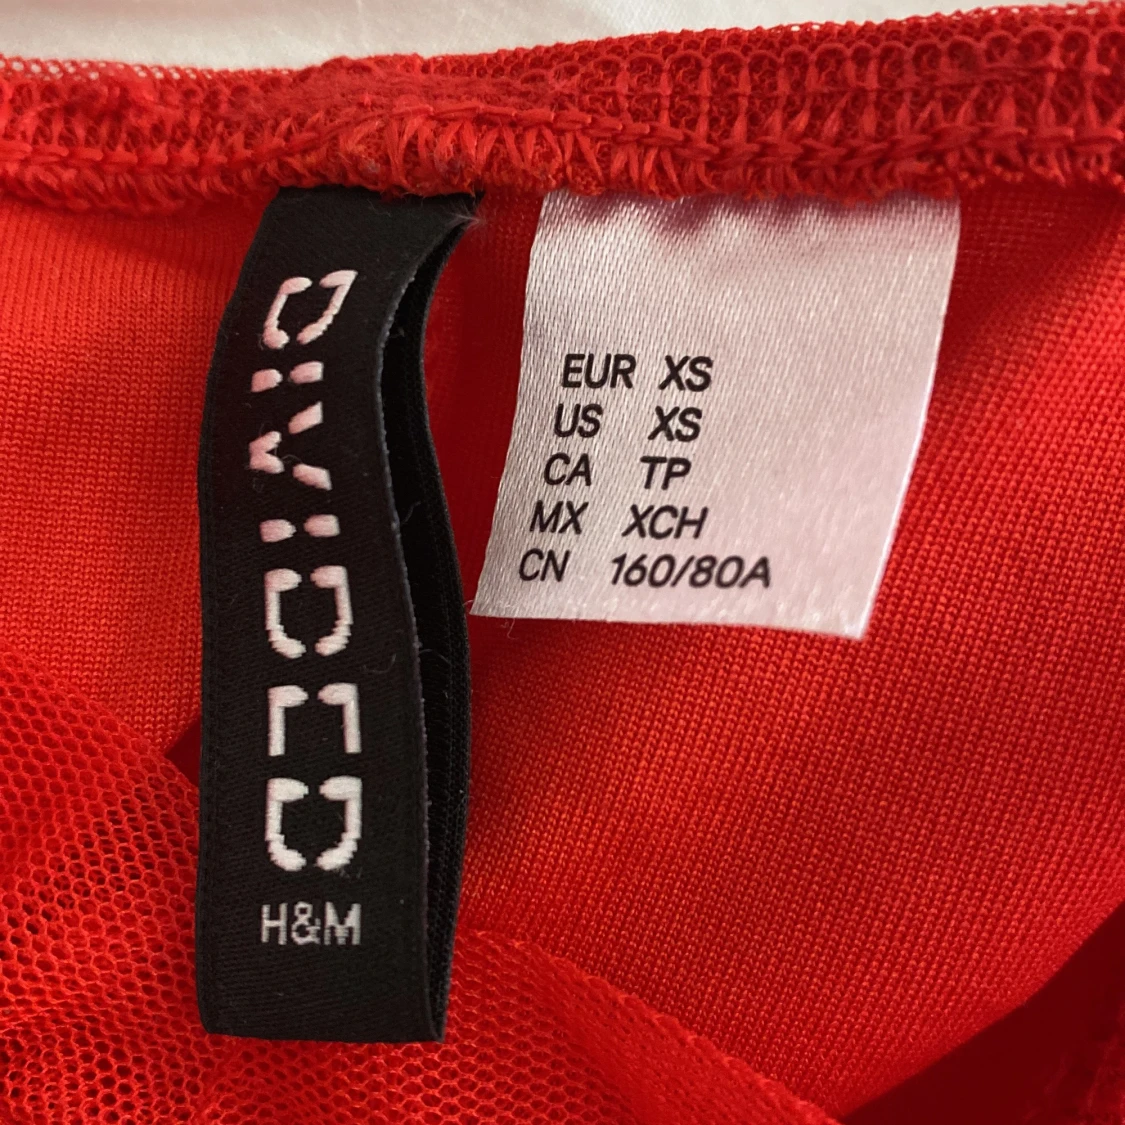 DIVIDED
H&M
EUR XS
US XS
CA TP
MX XCH
CN 160/80A